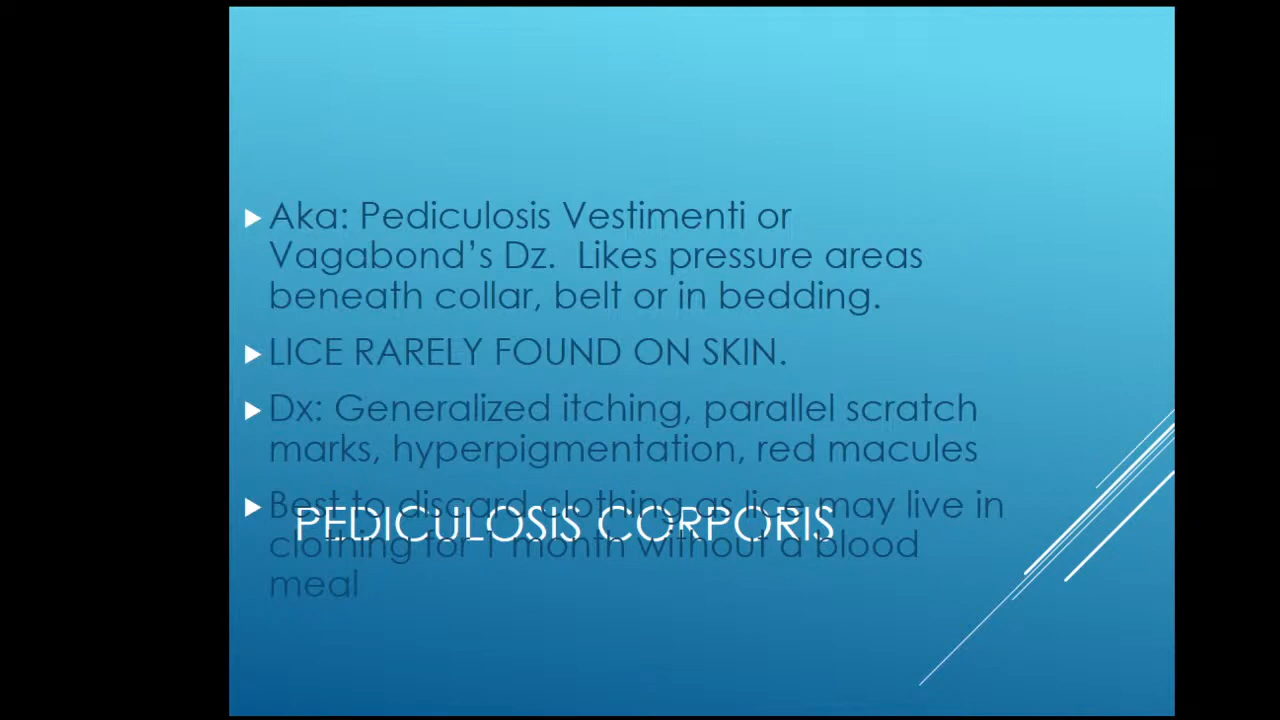 Aka: Pediculosis Vestimenti or
Vagabond's Dz.  Likes pressure areas
beneath collar, belt or in bedding.
LICE RARELY FOUND ON SKIN.
Dx: Generalized itching, parallel scratch
marks, hyperpigmentation, red macules
Best to discard clothing as lice may live in
clothing for 1 month without a blood
meal
PEDICULOSIS CORPORIS